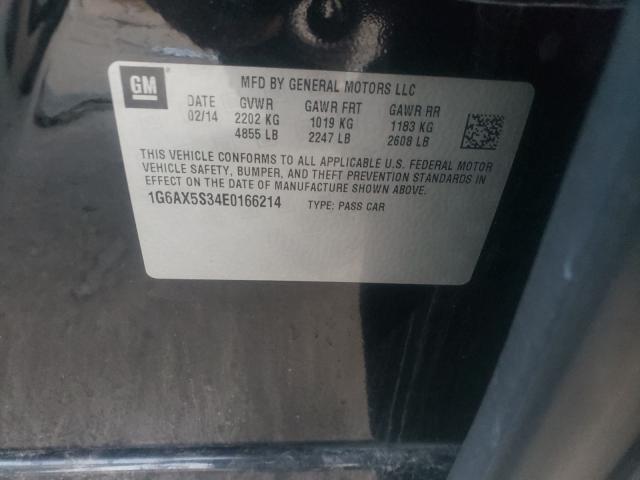 GM
MFD BY GENERAL MOTORS LLC
DATE GVWR GAWR FRT GAWR RR
02/14 2202 KG 1019 KG 1183 KG
4855 LB 2247 LB 2608 LB
THIS VEHICLE CONFORMS TO ALL APPLICABLE U.S. FEDERAL MOTOR
VEHICLE SAFETY, BUMPER, AND THEFT PREVENTION STANDARDS IN
EFFECT ON THE DATE OF MANUFACTURE SHOWN ABOVE.
1G6AX5S34E0166214 TYPE: PASS CAR